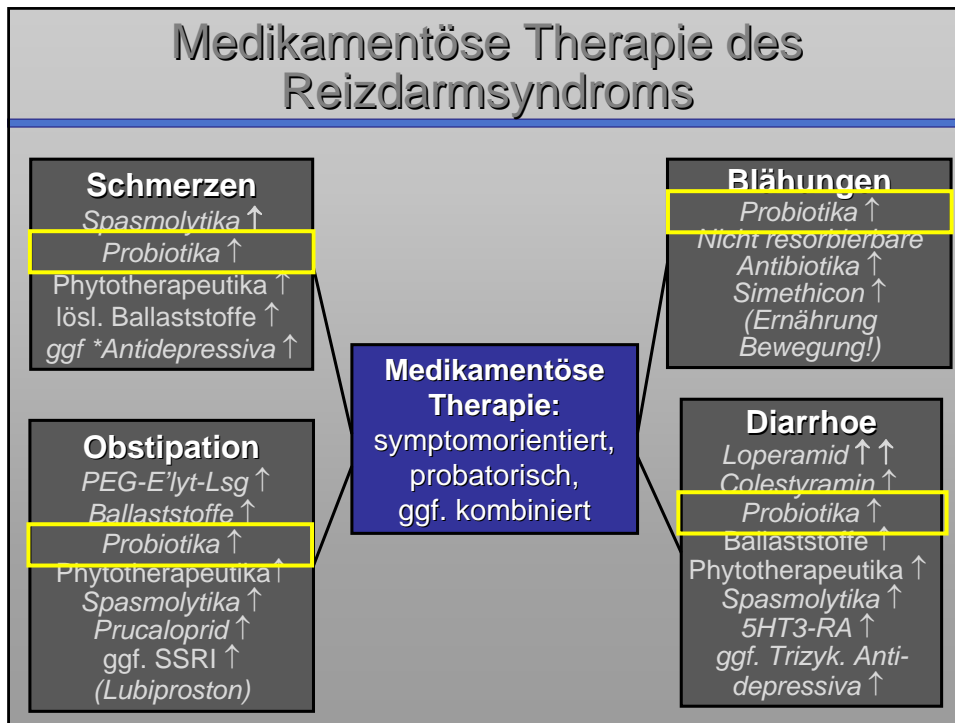 Medikamentöse Therapie des
Reizdarmsyndroms
Schmerzen
Spasmolytika ↑
Probiotika ↑
Phytotherapeutika ↑
lösl. Ballaststoffe ↑
ggf *Antidepressiva ↑
Obstipation
PEG-E’lyt-Lsg ↑
Ballaststoffe ↑
Probiotika ↑
Phytotherapeutika↑
Spasmolytika ↑
Prucaloprid ↑
ggf. SSRI ↑
(Lubiproston)
Medikamentöse
Therapie:
symptomorientiert,
probatorisch,
ggf. kombiniert
Blähungen
Probiotika ↑
Nicht resorbierbare
Antibiotika ↑
Simethicon ↑
(Ernährung
Bewegung!)
Diarrhoe
Loperamid ↑ ↑
Colestyramin ↑
Probiotika ↑
Ballaststoffe ↑
Phytotherapeutika ↑
Spasmolytika ↑
5HT3-RA ↑
ggf. Trizyk. Anti-
depressiva ↑